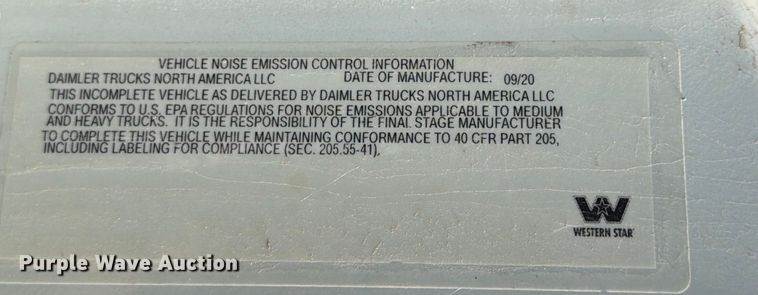 VEHICLE NOISE EMISSION CONTROL INFORMATION
DAIMLER TRUCKS NORTH AMERICA LLC DATE OF MANUFACTURE: 09/20
THIS INCOMPLETE VEHICLE AS DELIVERED BY DAIMLER TRUCKS NORTH AMERICA LLC
CONFORMS TO U.S. EPA REGULATIONS FOR NOISE EMISSIONS APPLICABLE TO MEDIUM
AND HEAVY TRUCKS. IT IS THE RESPONSIBILITY OF THE FINAL STAGE MANUFACTURER
TO COMPLETE THIS VEHICLE WHILE MAINTAINING CONFORMANCE TO 40 CFR PART 205,
INCLUDING LABELING FOR COMPLIANCE (SEC. 205.55-41).
WESTERN STAR
Purple Wave Auction